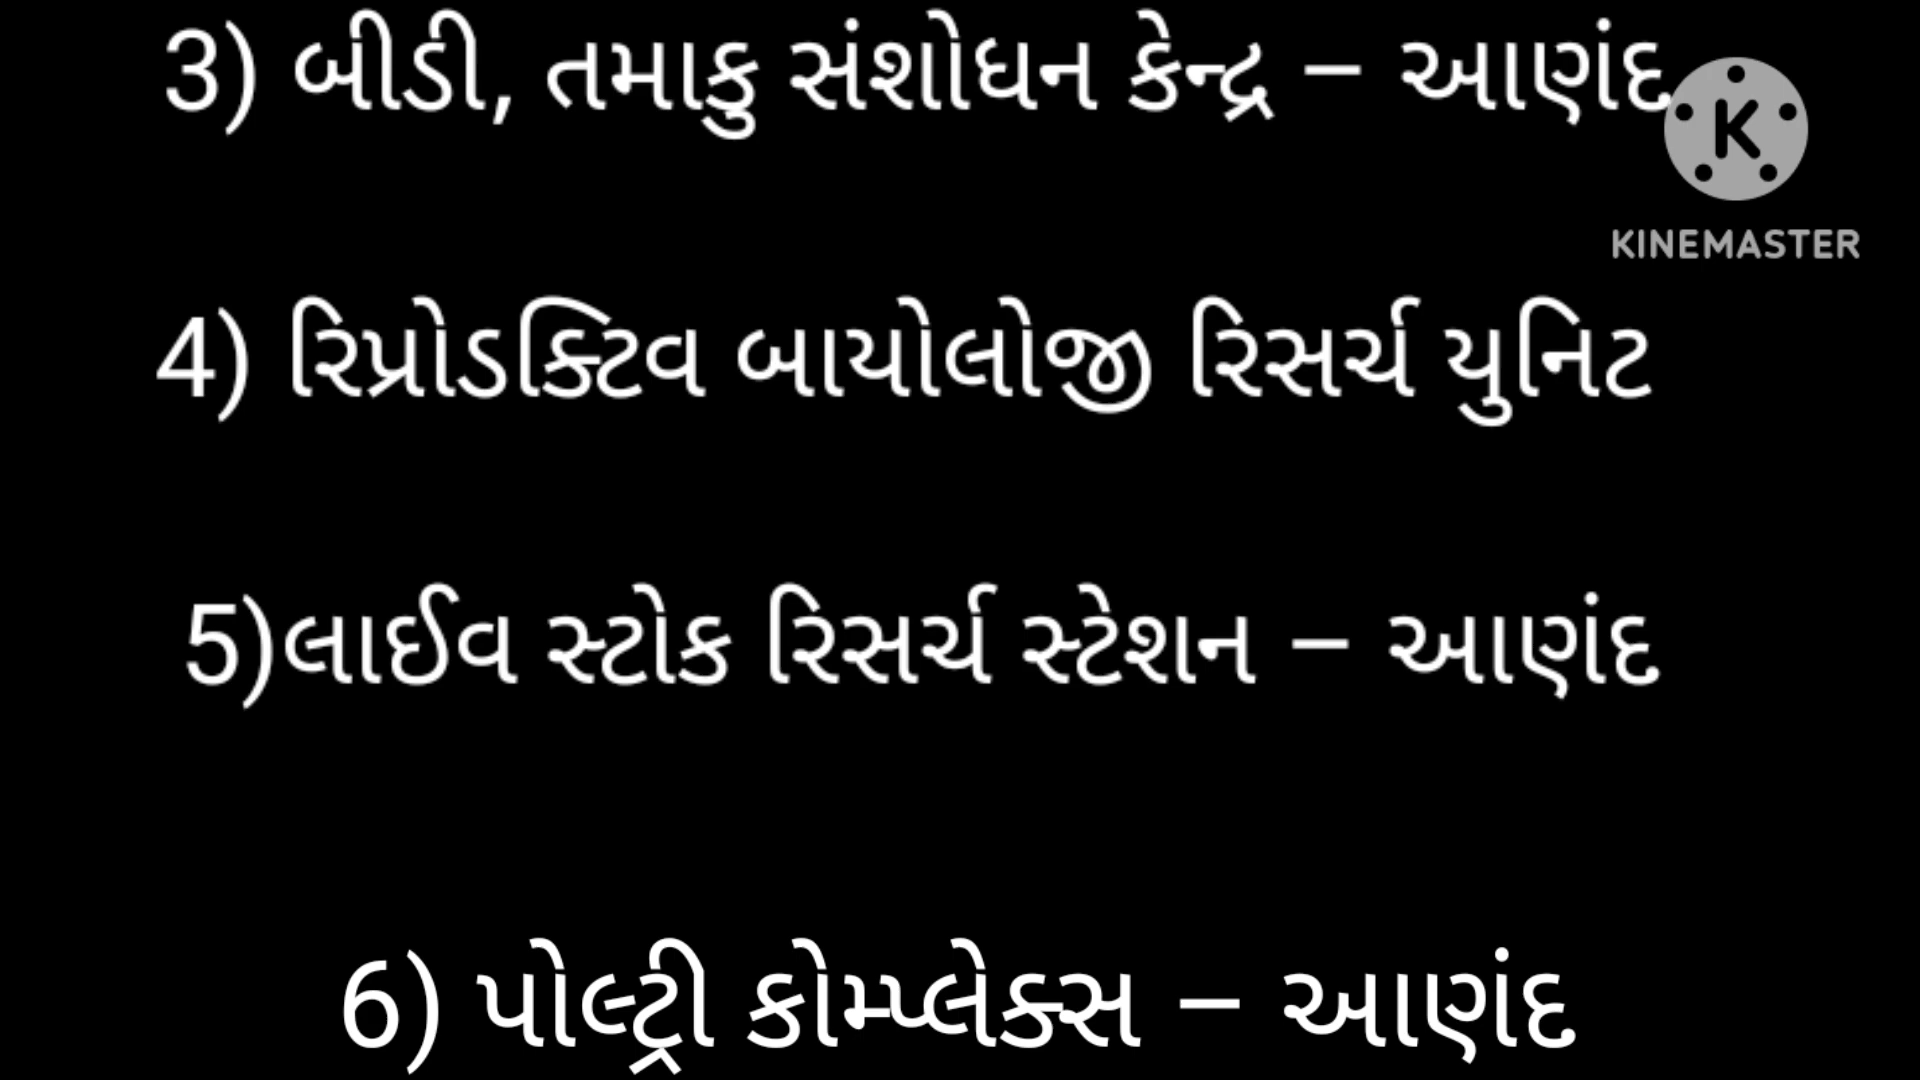 3) બીડી, તમાકુ સંશોધન કેન્દ્ર – આણંદ
KINEMASTER
4) રિપ્રોડક્ટિવ બાયોલોજી રિસર્ચ યુનિટ
5)લાઈવ સ્ટોક રિસર્ચ સ્ટેશન – આણંદ
6) પોલ્ટ્રી કોમ્પ્લેક્સ – આણંદ